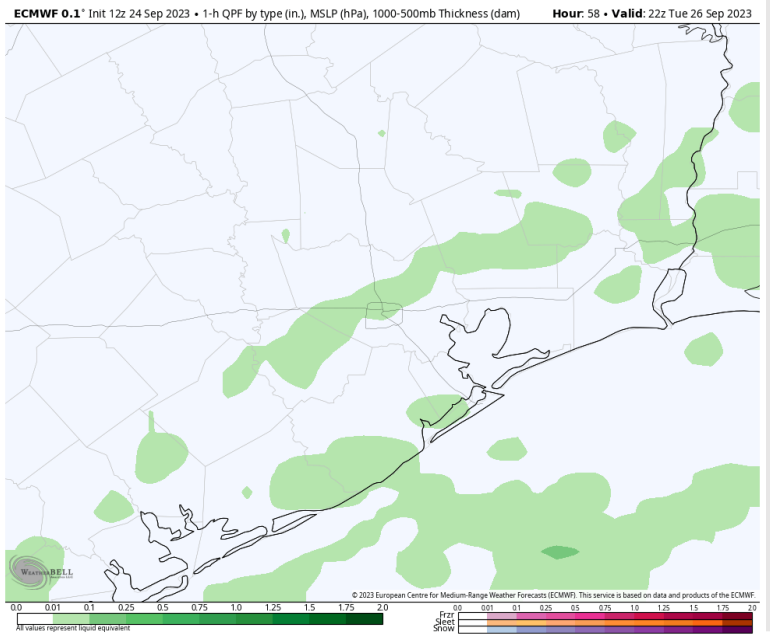 ECMWF 0.1° Init 12z 24 Sep 2023 • 1-h QPF by type (in.), MSLP (hPa), 1000-500mb Thickness (dam) Hour: 58 • Valid: 22z Tue 26 Sep 2023
WEATHERBELL
© 2023 European Centre for Medium-Range Weather Forecasts (ECMWF). This service is based on data and products of the ECMWF.
0.0 0.01 0.1 0.25 0.5 0.75 1.0 1.25 1.5 1.75 2.0
All values represent liquid equivalent
0.0 0.01 0.1 0.25 0.5 0.75 1.0 1.25 1.5 1.75 2.0
Frzr
Sleet
Snow